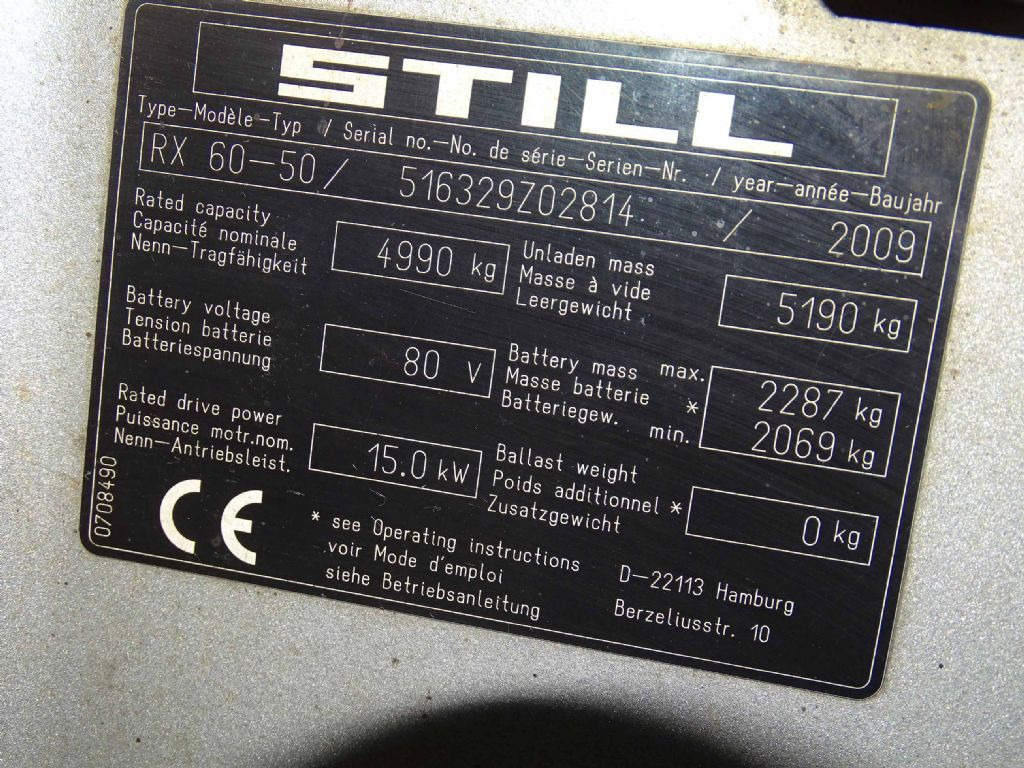 STILL
Type-Modèle-Typ / Serial no.-No. de série-Serien-Nr. / year-année-Baujahr
RX 60-50 / 516329Z02814 / 2009
Rated capacity
Capacité nominale
Nenn-Tragfähigkeit
4990 kg
Unladen mass
Masse à vide
Leergewicht
5190 kg
Battery voltage
Tension batterie
Batteriespannung
80 V
Battery mass max.
Masse batterie *
Batteriegew. min.
2287 kg
2069 kg
Rated drive power
Puissance motr.nom.
Nenn-Antriebsleist.
15.0 kW
Ballast weight
Poids additionnel *
Zusatzgewicht
0 kg
0708490
CE
* see Operating instructions
voir Mode d'emploi
siehe Betriebsanleitung
D-22113 Hamburg
Berzeliusstr. 10